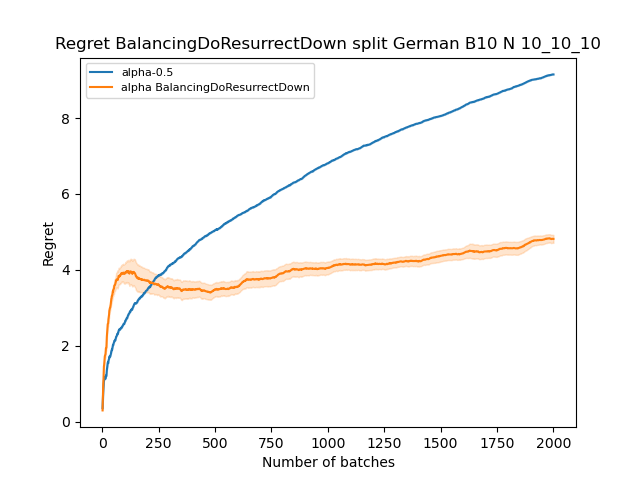 Regret BalancingDoResurrectDown split German B10 N 10_10_10
alpha-0.5
alpha BalancingDoResurrectDown
Regret
8
6
4
2
0
0 250 500 750 1000 1250 1500 1750 2000
Number of batches